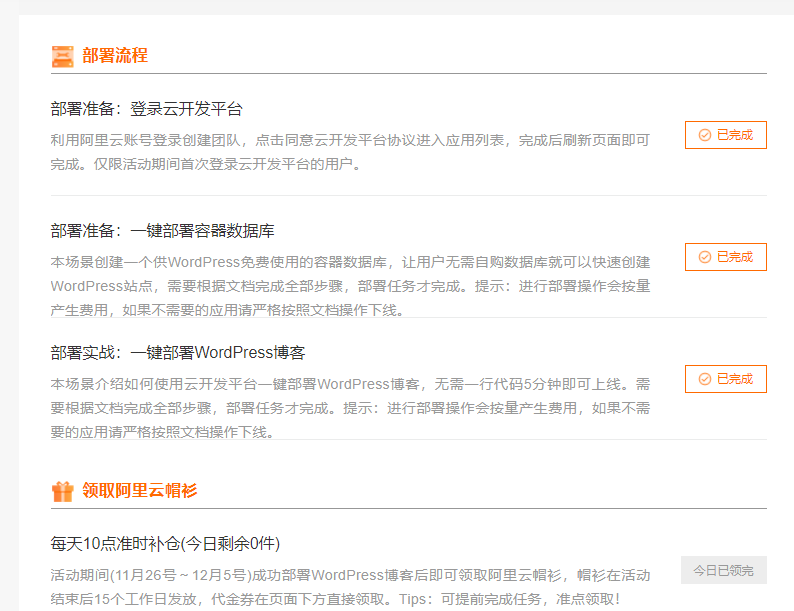 部署流程
部署准备：登录云开发平台
利用阿里云账号登录创建团队，点击同意云开发平台协议进入应用列表，完成后刷新页面即可
完成。仅限活动期间首次登录云开发平台的用户。
已完成
部署准备：一键部署容器数据库
本场景创建一个供WordPress免费使用的容器数据库，让用户无需自购数据库就可以快速创建
WordPress站点，需要根据文档完成全部步骤，部署任务才完成。提示：进行部署操作会按量
产生费用，如果不需要的应用请严格按照文档操作下线。
已完成
部署实战：一键部署WordPress博客
本场景介绍如何使用云开发平台一键部署WordPress博客，无需一行代码5分钟即可上线。需
要根据文档完成全部步骤，部署任务才完成。提示：进行部署操作会按量产生费用，如果不需
要的应用请严格按照文档操作下线。
已完成
领取阿里云帽衫
每天10点准时补仓(今日剩余0件)
活动期间(11月26号～12月5号)成功部署WordPress博客后即可领取阿里云帽衫，帽衫在活动
结束后15个工作日发放，代金券在页面下方直接领取。Tips：可提前完成任务，准点领取！
今日已领完